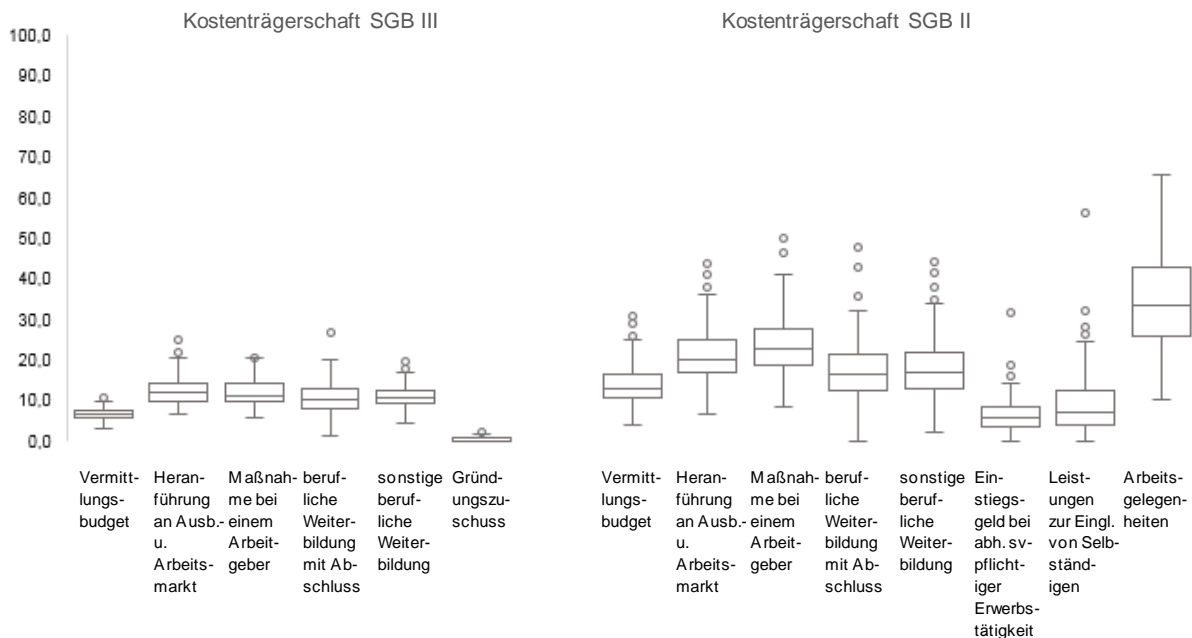 Kostenträgerschaft SGB III
Kostenträgerschaft SGB II
100,0
90,0
80,0
70,0
60,0
50,0
40,0
30,0
20,0
10,0
0,0
Vermitt-
lungs-
budget
Heran-
führung
an Ausb.-
u.
Arbeits-
markt
Maßnah-
me bei
einem
Arbeit-
geber
beruf-
liche
Weiter-
bildung
mit Ab-
schluss
sonstige
beruf-
liche
Weiter-
bildung
Gründ-
ungszu-
schuss
Vermitt-
lungs-
budget
Heran-
führung
an Ausb.-
u.
Arbeits-
markt
Maßnah-
me bei
einem
Arbeit-
geber
beruf-
liche
Weiter-
bildung
mit Ab-
schluss
sonstige
beruf-
liche
Weiter-
bildung
Ein-
stiegs-
geld bei
abh. sv-
pflicht-
iger
Erwerbs-
tätigkeit
Leist-
ungen
zur Eingl.
von Selb-
ständ-
igen
Arbeits-
gelegen-
heiten